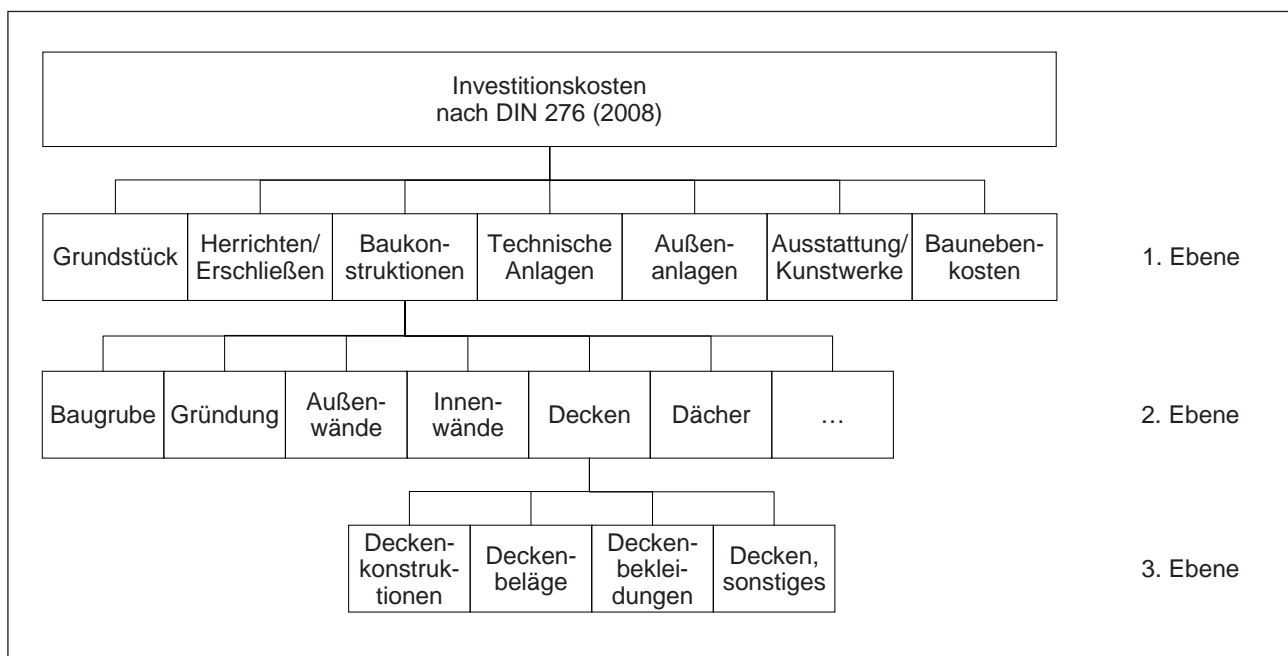 Investitionskosten
nach DIN 276 (2008)
Grundstück
Herrichten/
Erschließen
Baukon-
struktionen
Technische
Anlagen
Außen-
anlagen
Ausstattung/
Kunstwerke
Bauneben-
kosten
1. Ebene
Baugrube
Gründung
Außen-
wände
Innen-
wände
Decken
Dächer
…
2. Ebene
Decken-
konstruk-
tionen
Decken-
beläge
Decken-
beklei-
dungen
Decken,
sonstiges
3. Ebene